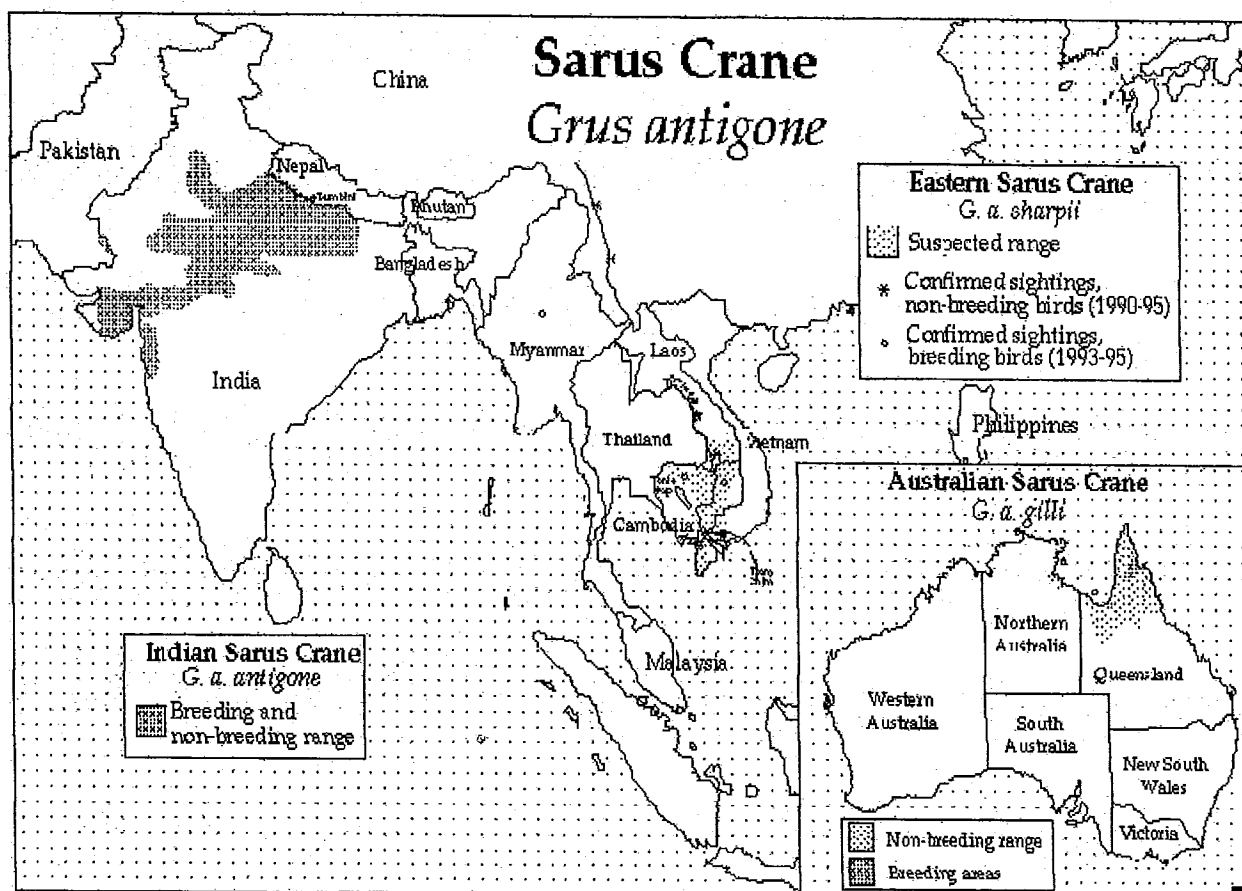 Sarus Crane
Grus antigone
China
Pakistan
Nepal
Bhutan
Bangladesh
India
Myanmar
Laos
Thailand
Vietnam
Cambodia
Malaysia
Philippines
Eastern Sarus Crane
G. a. sharpii
Suspected range
* Confirmed sightings,
non-breeding birds (1990-95)
Confirmed sightings,
breeding birds (1993-95)
Indian Sarus Crane
G. a. antigone
Breeding and
non-breeding range
Australian Sarus Crane
G. a. gilli
Northern
Australia
Queensland
Western
Australia
South
Australia
New South
Wales
Victoria
Non-breeding range
Breeding areas